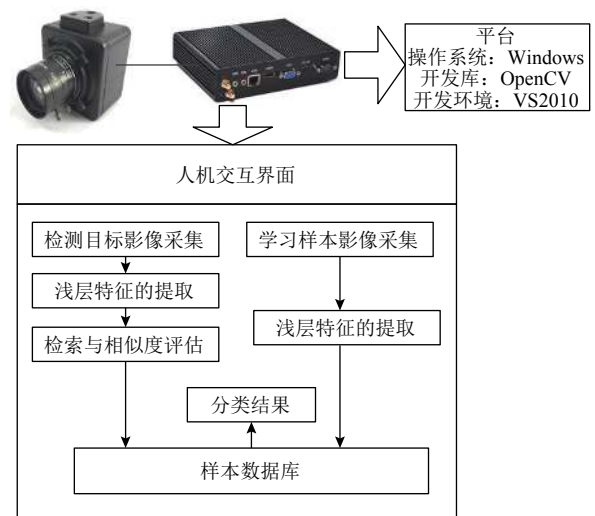 平台
操作系统：Windows
开发库：OpenCV
开发环境：VS2010
人机交互界面
检测目标影像采集
学习样本影像采集
浅层特征的提取
浅层特征的提取
检索与相似度评估
分类结果
样本数据库